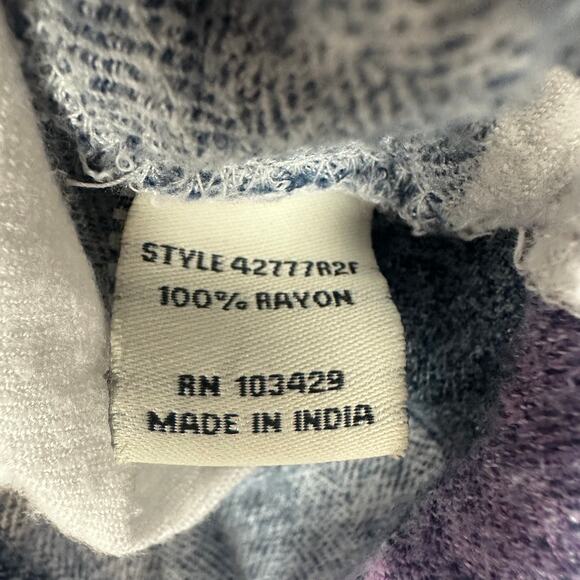 STYLE 42777R2F
100% RAYON
RN 103429
MADE IN INDIA